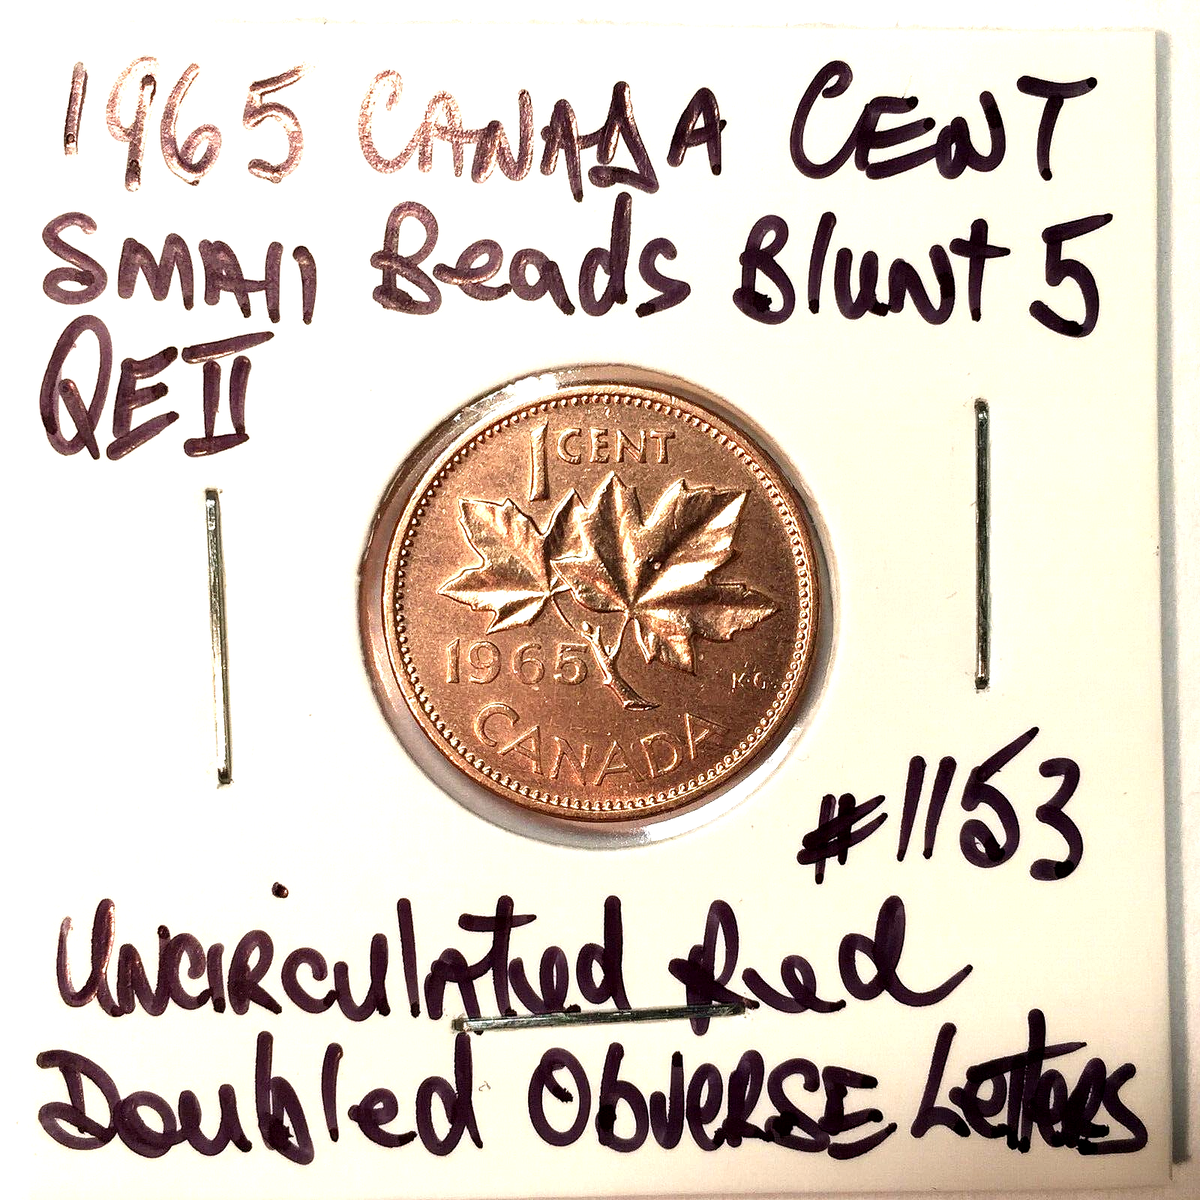 1965 CANADA CENT
SMAll Beads Blunt 5
QEII
1 CENT
1965
K·G
CANADA
#1153
UNCIRCulAted Red
Doubled ObveRSE Letters